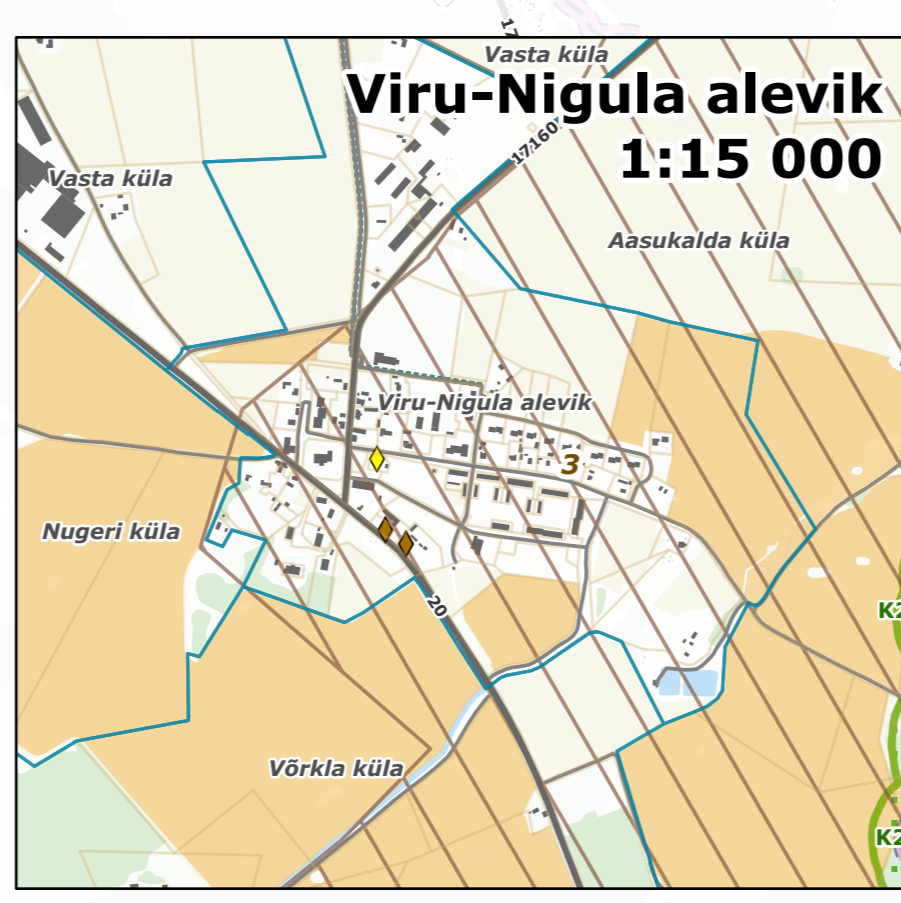 17
Vasta küla
Viru-Nigula alevik
17160
1:15 000
Vasta küla
Aasukalda küla
Viru-Nigula alevik
3
Nugeri küla
20
Võrkla küla